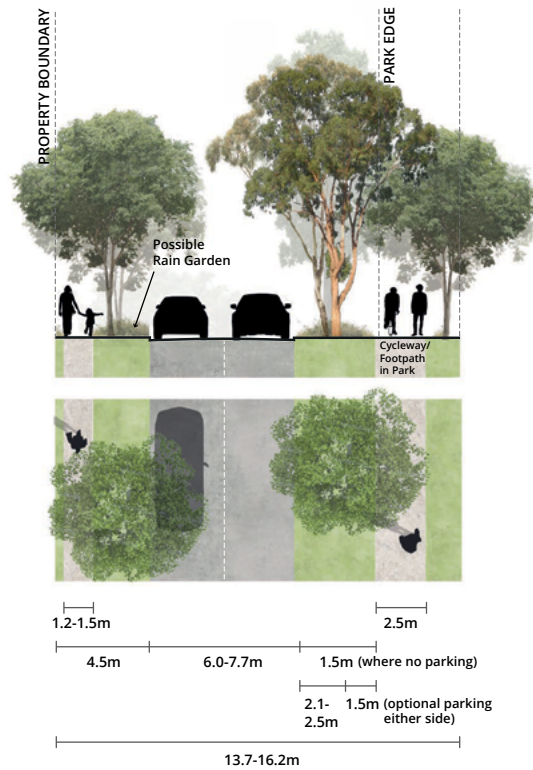 PROPERTY BOUNDARY
PARK EDGE
Possible
Rain Garden
Cycleway/
Footpath
in Park
1.2-1.5m
2.5m
4.5m
6.0-7.7m
1.5m (where no parking)
2.1-
2.5m
1.5m (optional parking
either side)
13.7-16.2m